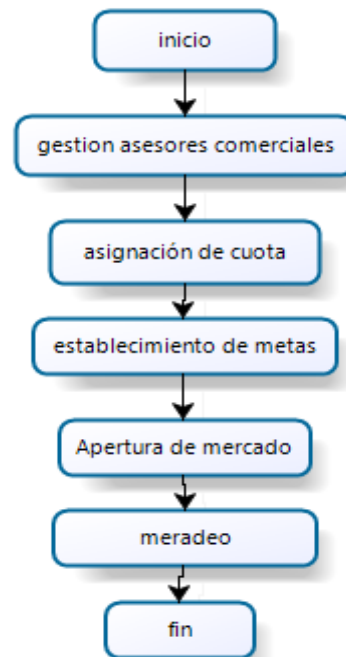 inicio
gestion asesores comerciales
asignación de cuota
establecimiento de metas
Apertura de mercado
meradeo
fin